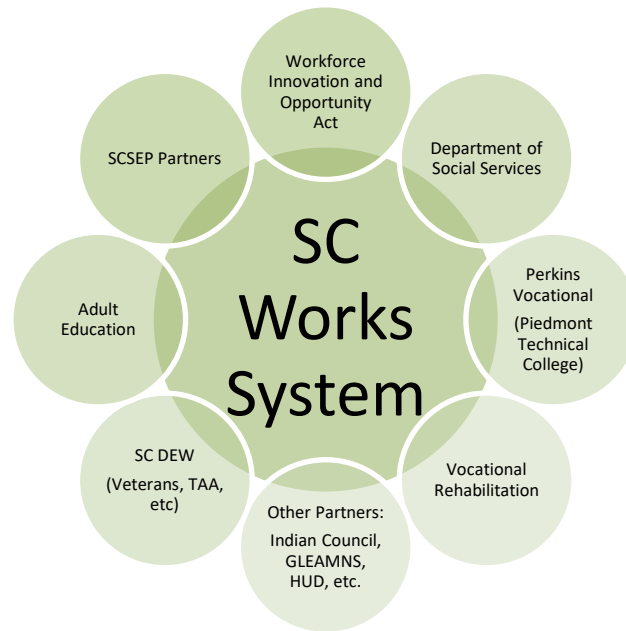 Workforce
Innovation and
Opportunity
Act
SCSEP Partners
Department of
Social Services
SC
Works
System
Adult
Education
Perkins
Vocational
(Piedmont
Technical
College)
SC DEW
(Veterans, TAA,
etc)
Vocational
Rehabilitation
Other Partners:
Indian Council,
GLEAMNS,
HUD, etc.